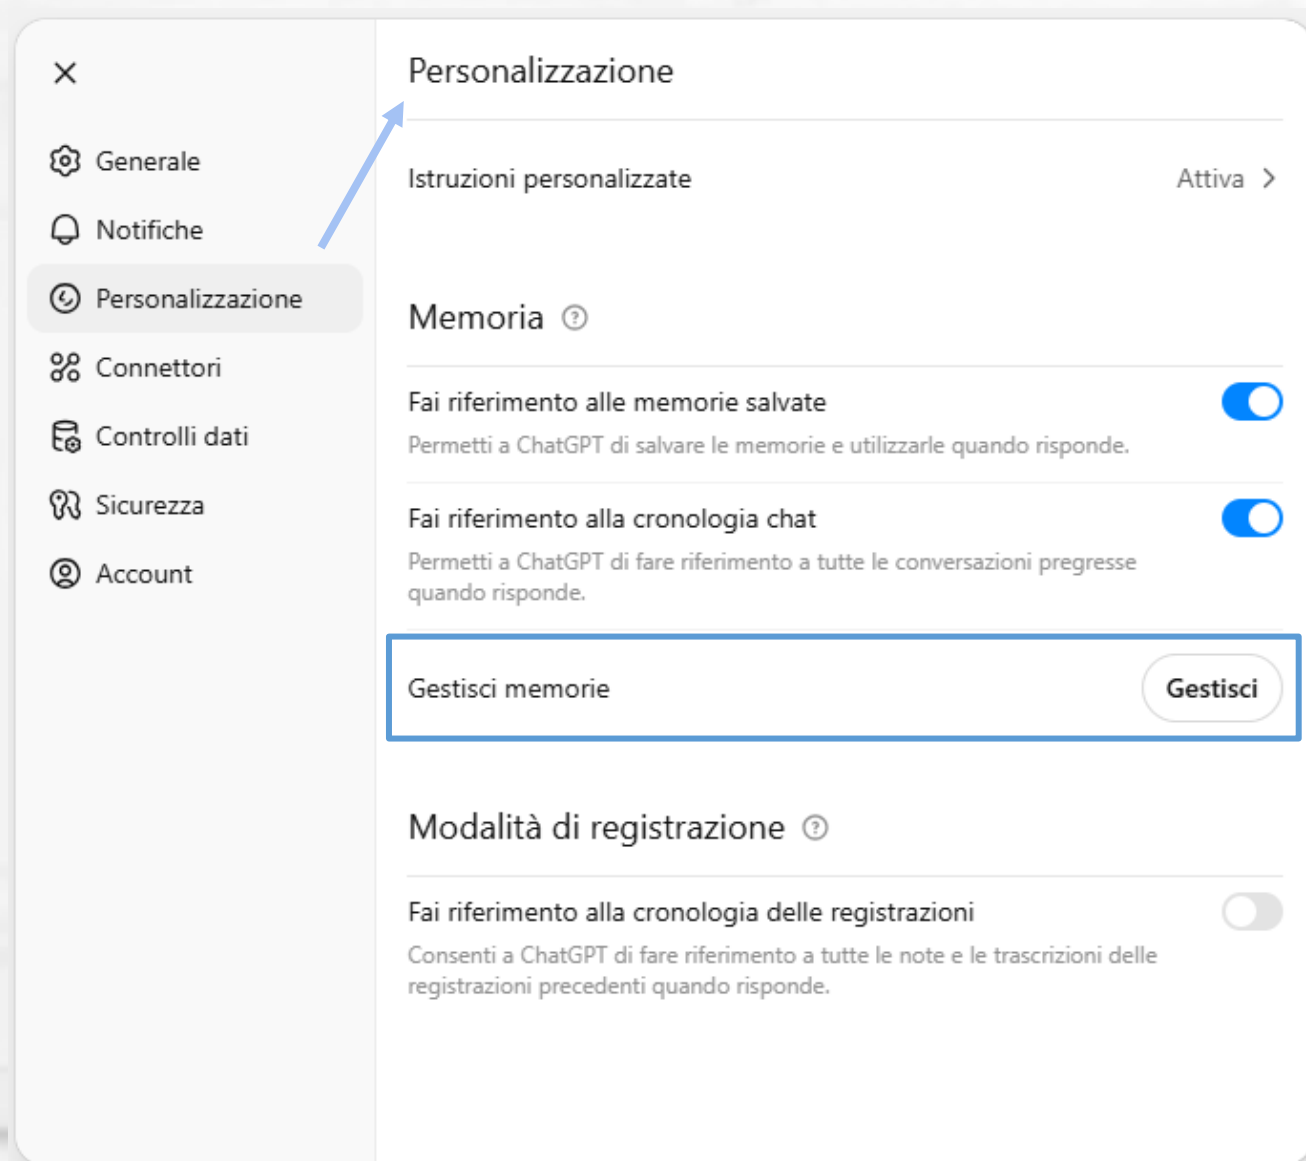 Generale
Notifiche
Personalizzazione
Connettori
Controlli dati
Sicurezza
Account
Personalizzazione
Istruzioni personalizzate
Attiva
Memoria
Fai riferimento alle memorie salvate
Permetti a ChatGPT di salvare le memorie e utilizzarle quando risponde.
Fai riferimento alla cronologia chat
Permetti a ChatGPT di fare riferimento a tutte le conversazioni pregresse
quando risponde.
Gestisci memorie
Gestisci
Modalità di registrazione
Fai riferimento alla cronologia delle registrazioni
Consenti a ChatGPT di fare riferimento a tutte le note e le trascrizioni delle
registrazioni precedenti quando risponde.